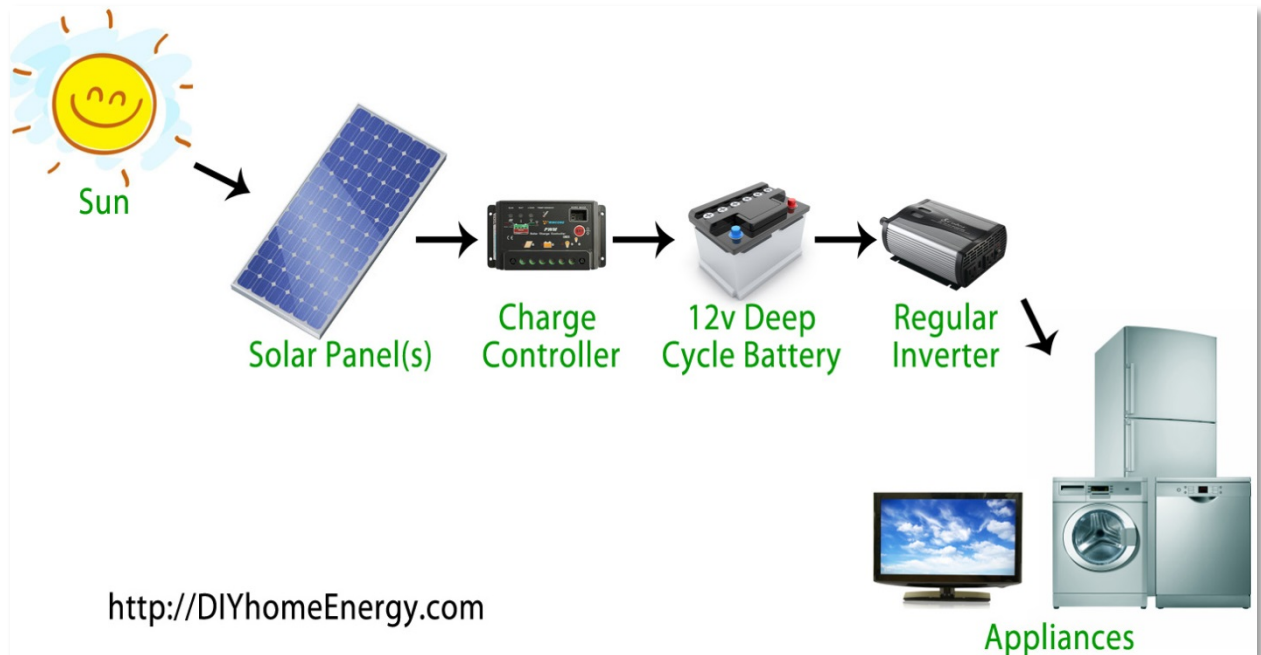 Sun
Solar Panel(s)
Charge
Controller
12v Deep
Cycle Battery
Regular
Inverter
Appliances
http://DIYhomeEnergy.com